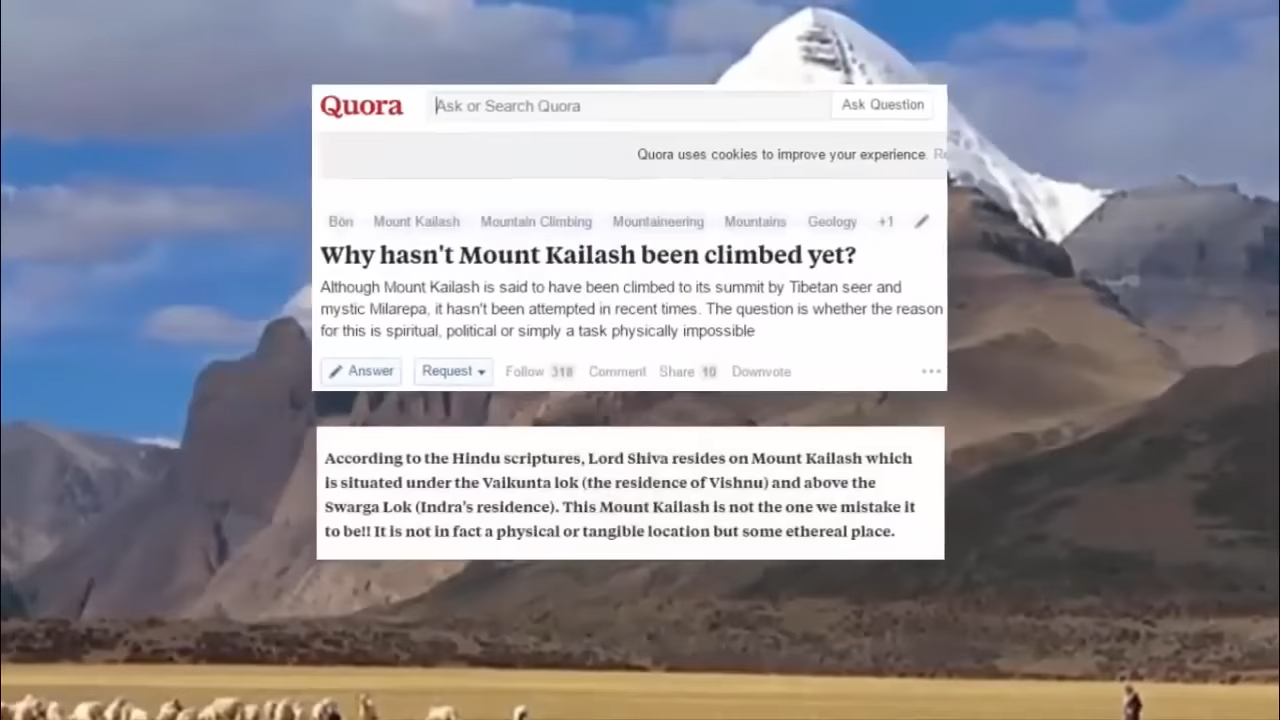 Quora
Ask or Search Quora
Ask Question
Quora uses cookies to improve your experience.
Bön Mount Kailash Mountain Climbing Mountaineering Mountains Geology +1
Why hasn't Mount Kailash been climbed yet?
Although Mount Kailash is said to have been climbed to its summit by Tibetan seer and
mystic Milarepa, it hasn't been attempted in recent times. The question is whether the reason
for this is spiritual, political or simply a task physically impossible
Answer Request Follow 318 Comment Share 10 Downvote
According to the Hindu scriptures, Lord Shiva resides on Mount Kailash which
is situated under the Vaikunta lok (the residence of Vishnu) and above the
Swarga Lok (Indra's residence). This Mount Kailash is not the one we mistake it
to be!! It is not in fact a physical or tangible location but some ethereal place.